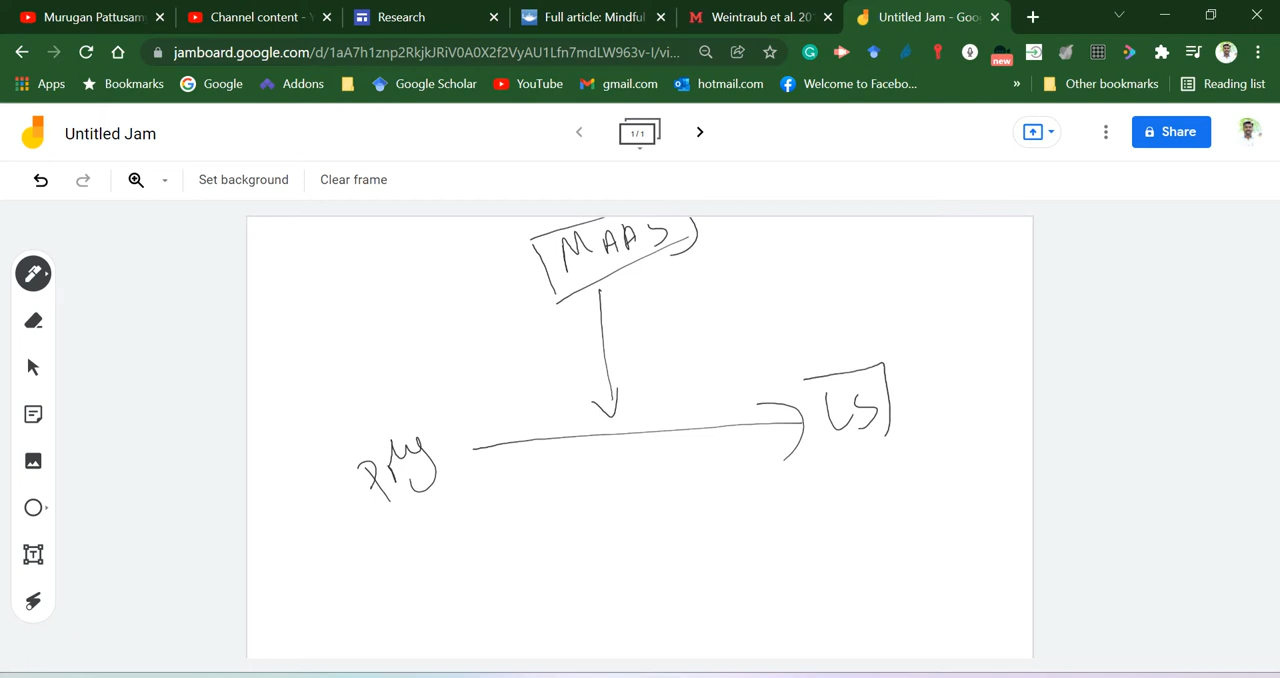 Murugan Pattusam
Channel content - Y
Research
Full article: Mindful
Weintraub et al. 20
Untitled Jam - Goo
jamboard.google.com/d/1aA7h1znp2RkjkJRiV0A0X2f2VyAU1Lfn7mdLW963v-I/vi...
new
Apps
Bookmarks
Google
Addons
Google Scholar
YouTube
gmail.com
hotmail.com
Welcome to Facebo...
»
Other bookmarks
Reading list
Untitled Jam
1/1
Share
Set background
Clear frame
MAAS
LS